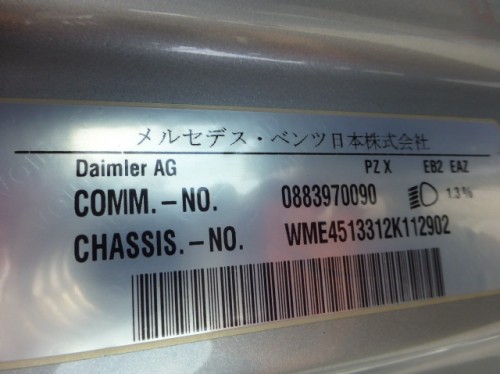 メルセデス・ベンツ日本株式会社
Daimler AG PZ X EB2 EAZ
COMM.-NO. 0883970090 1.3%
CHASSIS.-NO. WME4513312K112902